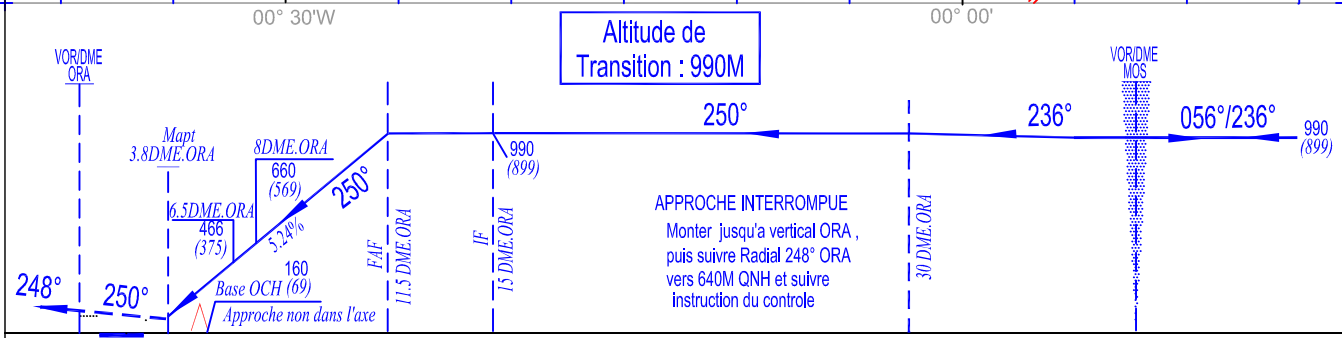 00° 30'W
00° 00'
Altitude de
Transition : 990M
VOR/DME
ORA
VOR/DME
MOS
Mapt
3.8DME.ORA
8DME.ORA
660
(569)
6.5DME.ORA
466
(375)
250°
5.24%
160
Base OCH (69)
Approche non dans l'axe
248°
250°
FAF
11.5 DME.ORA
IF
15 DME.ORA
990
(899)
250°
236°
056°/236°
990
(899)
30 DME.ORA
APPROCHE INTERROMPUE
Monter jusqu'a vertical ORA ,
puis suivre Radial 248° ORA
vers 640M QNH et suivre
instruction du controle